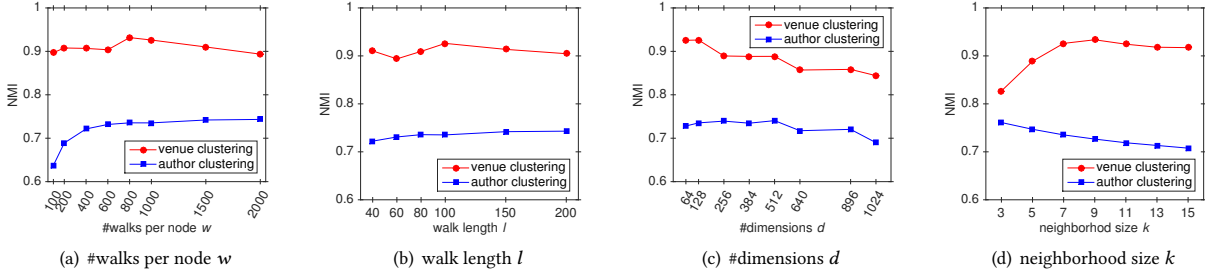 1
0.9
0.8
0.7
0.6
NMI
venue clustering
author clustering
100
200
400
600
800
1000
1500
2000
#walks per node w
(a) #walks per node w
1
0.9
0.8
0.7
0.6
NMI
venue clustering
author clustering
40 60 80 100 150 200
walk length l
(b) walk length l
1
0.9
0.8
0.7
0.6
NMI
venue clustering
author clustering
64
128
256
384
512
640
896
1024
#dimensions d
(c) #dimensions d
1
0.9
0.8
0.7
0.6
NMI
venue clustering
author clustering
3 5 7 9 11 13 15
neighborhod size k
(d) neighborhod size k